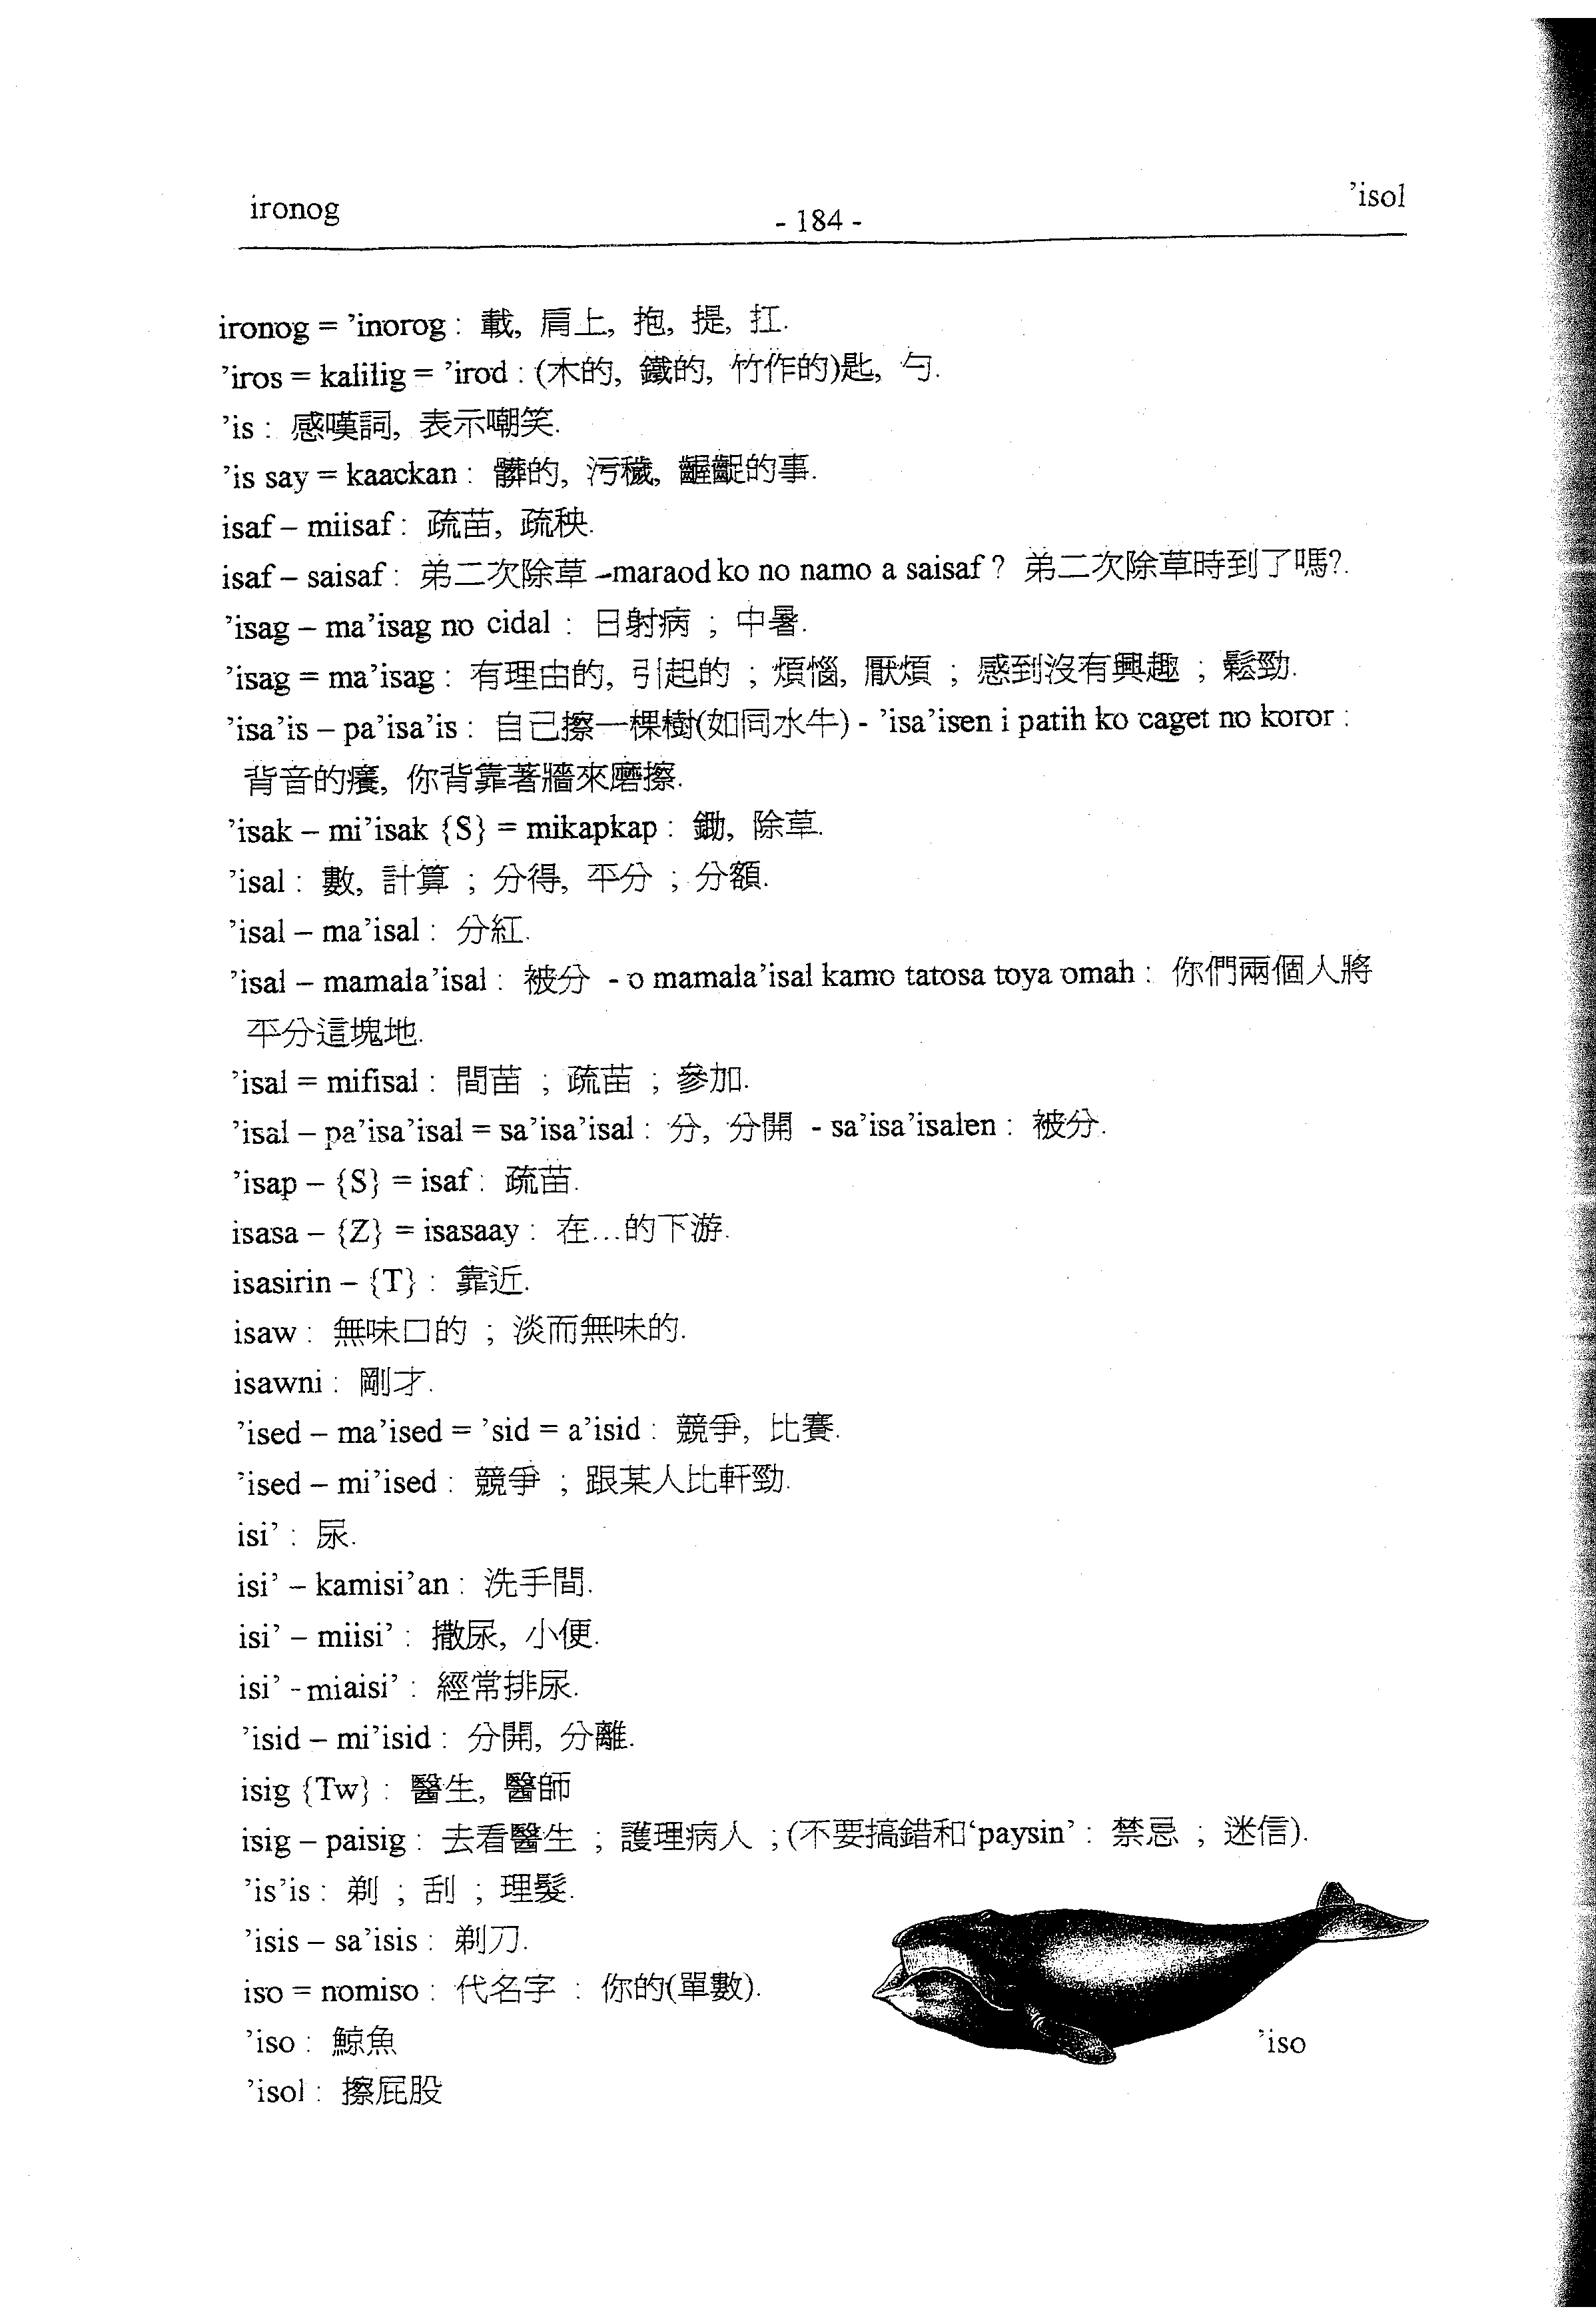 ironog
- 184 -
’isol
ironog = ’inorog : 載, 肩上, 抱, 提, 扛.
’iros = kalilig = ’irod : (木的, 鐵的, 竹作的)匙, 勺.
’is : 感嘆詞, 表示嘲笑.
’is say = kaackan : 髒的, 污穢, 齷齪的事.
isaf – miisaf : 疏苗, 疏秧.
isaf – saisaf : 弟二次除草 -maraod ko no namo a saisaf ? 弟二次除草時到了嗎?.
’isag – ma’isag no cidal : 日射病 ; 中暑.
’isag = ma’isag : 有理由的, 引起的 ; 煩惱, 厭煩 ; 感到沒有興趣 ; 鬆勁.
’isa’is – pa’isa’is : 自己擦一棵樹(如同水牛) - ’isa’isen i patih ko caget no koror :
背音的癢, 你背靠著牆來磨擦.
’isak – mi’isak {S} = mikapkap : 鋤, 除草.
’isal : 數, 計算 ; 分得, 平分 ; 分額.
’isal – ma’isal : 分紅.
’isal – mamala’isal : 被分 - o mamala’isal kamo tatosa toya omah : 你們兩個人將
平分這塊地.
’isal = mifisal : 間苗 ; 疏苗 ; 參加.
’isal – pa’isa’isal = sa’isa’isal : 分, 分開 - sa’isa’isalen : 被分.
’isap – {S} = isaf : 疏苗.
isasa – {Z} = isasaay : 在...的下游.
isasirin – {T} : 靠近.
isaw : 無味口的 ; 淡而無味的.
isawni : 剛才.
’ised – ma’ised = ’sid = a’isid : 競爭, 比賽.
’ised – mi’ised : 競爭 ; 跟某人比軒勁.
isi’ : 尿.
isi’ – kamisi’an : 洗手間.
isi’ – miisi’ : 撒尿, 小便.
isi’ - miaisi’ : 經常排尿.
’isid – mi’isid : 分開, 分離.
isig {Tw} : 醫生, 醫師
isig – paisig : 去看醫生 ; 護理病人 ; (不要搞錯和‘paysin’ : 禁忌 ; 迷信).
’is’is : 剃 ; 刮 ; 理髮.
’isis – sa’isis : 剃刀.
iso = nomiso : 代名字 : 你的(單數).
’iso : 鯨魚
’iso
’isol : 擦屁股